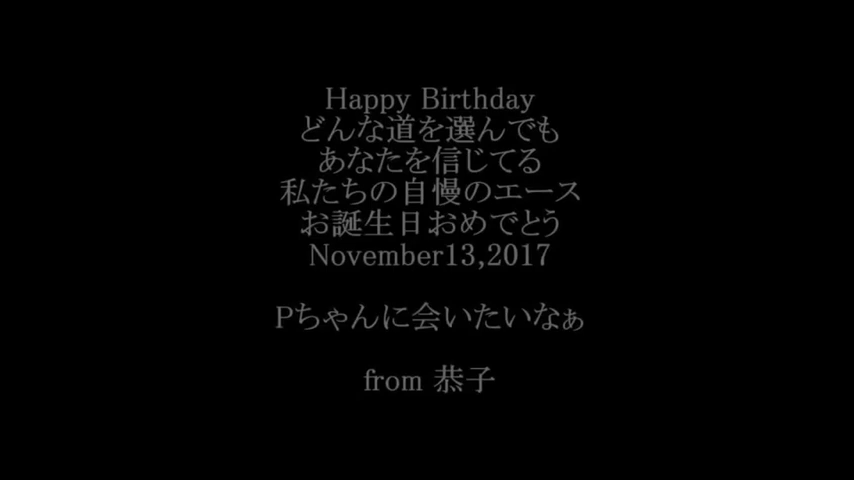 Happy Birthday
どんな道を選んでも
あなたを信じてる
私たちの自慢のエース
お誕生日おめでとう
November13,2017
Pちゃんに会いたいなぁ
from 恭子